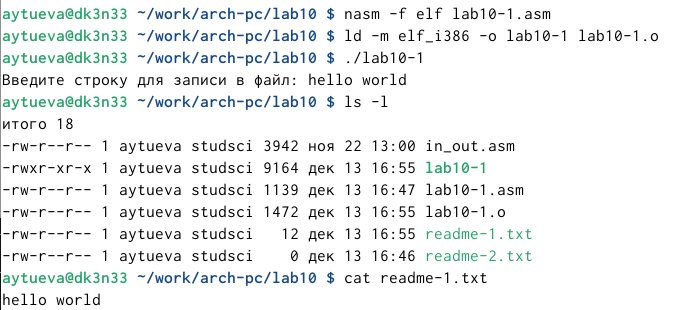 aytueva@dk3n33 ~/work/arch-pc/lab10 $ nasm -f elf lab10-1.asm
aytueva@dk3n33 ~/work/arch-pc/lab10 $ ld -m elf_i386 -o lab10-1 lab10-1.o
aytueva@dk3n33 ~/work/arch-pc/lab10 $ ./lab10-1
Введите строку для записи в файл: hello world
aytueva@dk3n33 ~/work/arch-pc/lab10 $ ls -l
итого 18
-rw-r--r-- 1 aytueva studsci 3942 ноя 22 13:00 in_out.asm
-rwxr-xr-x 1 aytueva studsci 9164 дек 13 16:55 lab10-1
-rw-r--r-- 1 aytueva studsci 1139 дек 13 16:47 lab10-1.asm
-rw-r--r-- 1 aytueva studsci 1472 дек 13 16:55 lab10-1.o
-rw-r--r-- 1 aytueva studsci   12 дек 13 16:55 readme-1.txt
-rw-r--r-- 1 aytueva studsci    0 дек 13 16:46 readme-2.txt
aytueva@dk3n33 ~/work/arch-pc/lab10 $ cat readme-1.txt
hello world